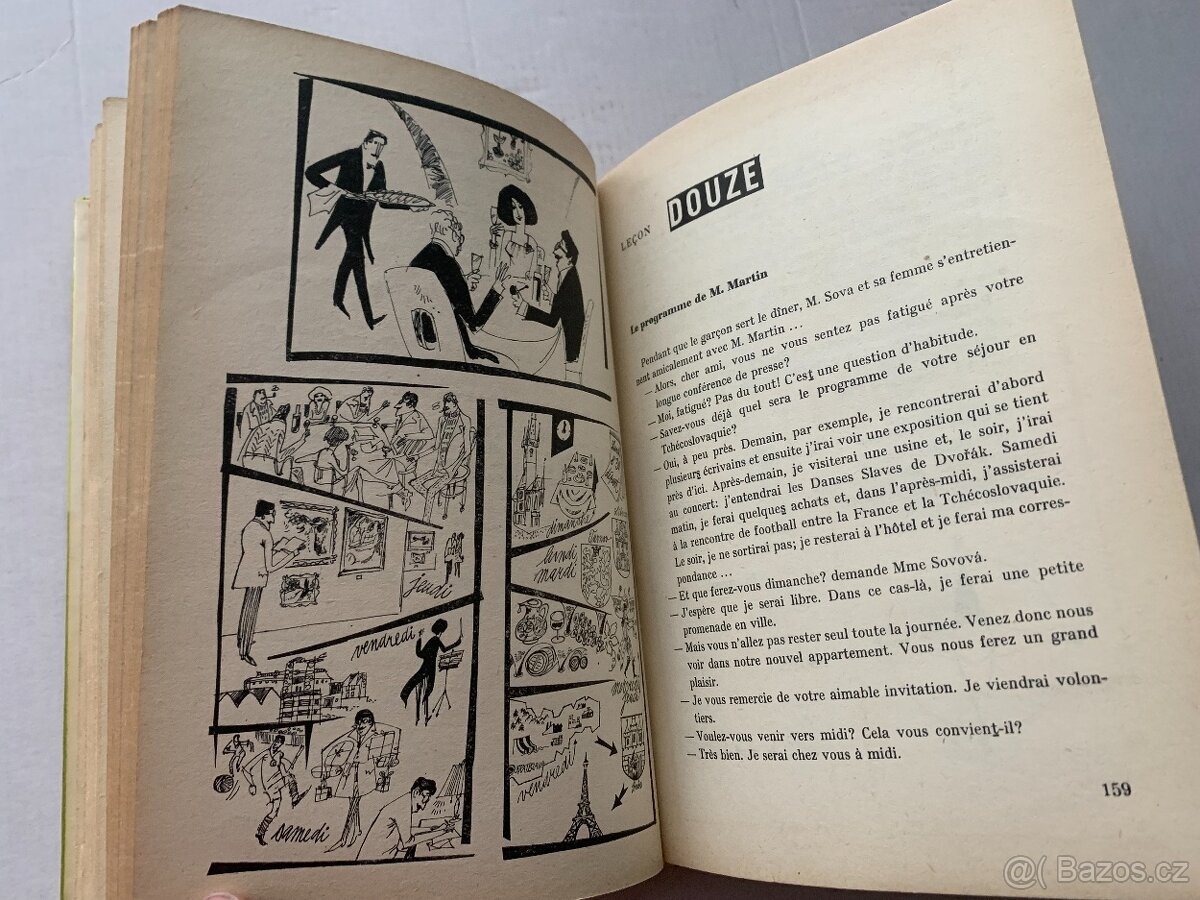 jeudi
vendredi
samedi
dimanche
lundi
mardi
mercredi
vendredi
LEÇON DOUZE
Le programme de M. Martin
Pendant que le garçon sert le dîner, M. Sova et sa femme s'entretien-
nent amicalement avec M. Martin ...
— Alors, cher ami, vous ne vous sentez pas fatigué après votre
longue conférence de presse?
— Moi, fatigué? Pas du tout! C'est une question d'habitude.
— Savez-vous déjà quel sera le programme de votre séjour en
Tchécoslovaquie?
— Oui, à peu près. Demain, par exemple, je rencontrerai d'abord
plusieurs écrivains et ensuite j'irai voir une exposition qui se tient
près d'ici. Après-demain, je visiterai une usine et, le soir, j'irai
au concert: j'entendrai les Danses Slaves de Dvořák. Samedi
matin, je ferai quelques achats et, dans l'après-midi, j'assisterai
à la rencontre de football entre la France et la Tchécoslovaquie.
Le soir, je ne sortirai pas; je resterai à l'hôtel et je ferai ma corres-
pondance ...
— Et que ferez-vous dimanche? demande Mme Sovová.
— J'espère que je serai libre. Dans ce cas-là, je ferai une petite
promenade en ville.
— Mais vous n'allez pas rester seul toute la journée. Venez donc nous
voir dans notre nouvel appartement. Vous nous ferez un grand
plaisir.
— Je vous remercie de votre aimable invitation. Je viendrai volon-
tiers.
— Voulez-vous venir vers midi? Cela vous convient-il?
— Très bien. Je serai chez vous à midi.
159
Bazos.cz